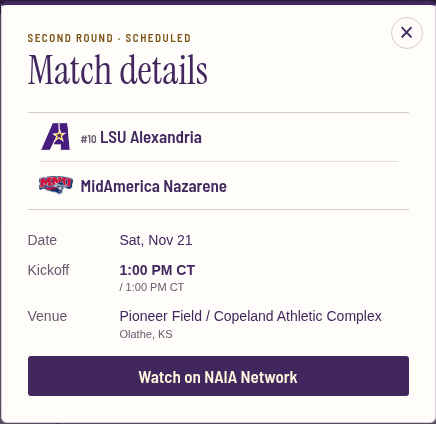 SECOND ROUND · SCHEDULED
Match details
#10 LSU Alexandria
MNU
MidAmerica Nazarene
Date Sat, Nov 21
Kickoff 1:00 PM CT
/ 1:00 PM CT
Venue Pioneer Field / Copeland Athletic Complex
Olathe, KS
Watch on NAIA Network